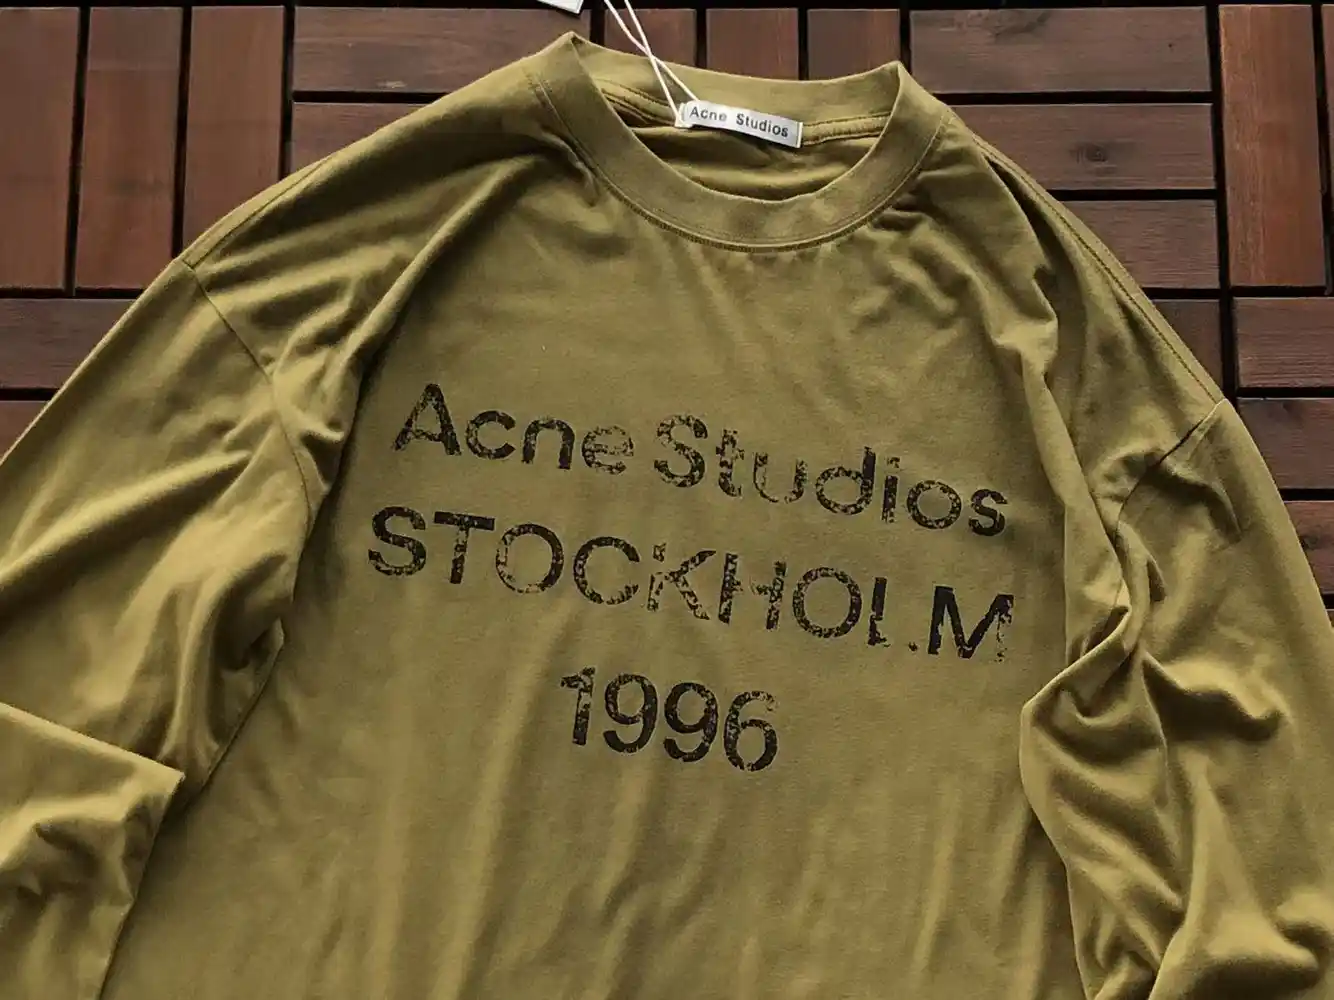 Acne Studios
Acne Studios
STOCKHOLM
1996